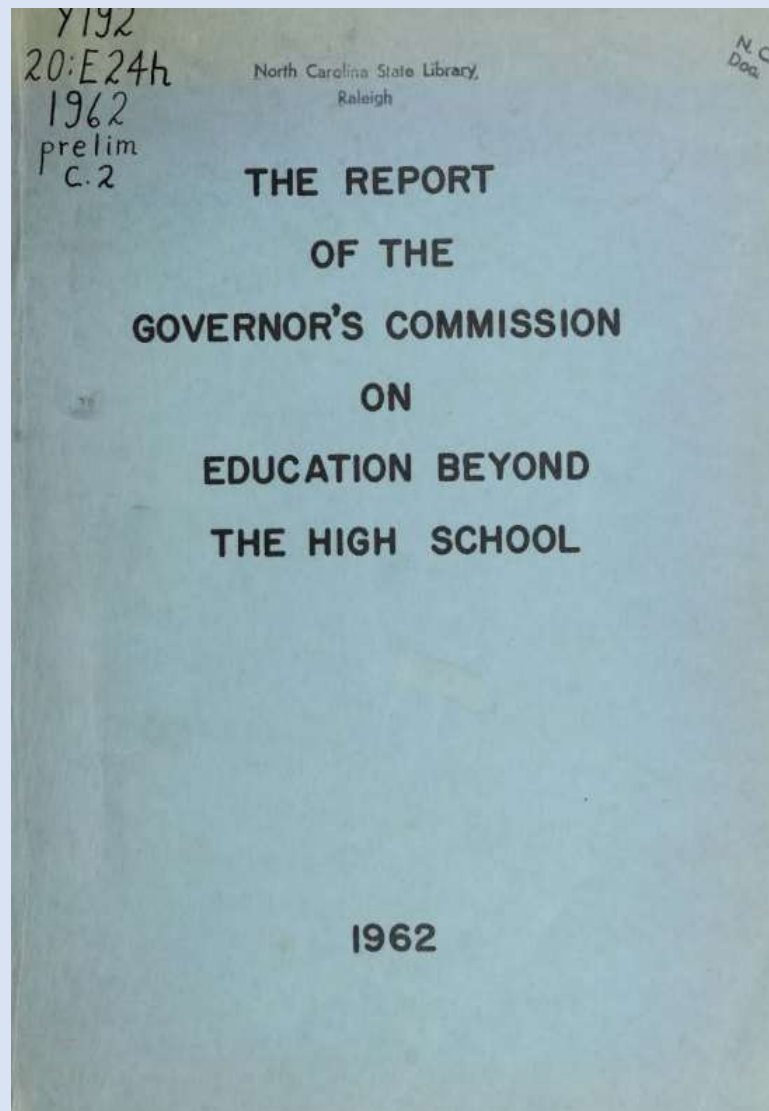 Y192
20:E24h
1962
prelim
C.2
North Carolina State Library,
Raleigh
N. C.
Doc.
THE REPORT
OF THE
GOVERNOR'S COMMISSION
ON
EDUCATION BEYOND
THE HIGH SCHOOL
1962